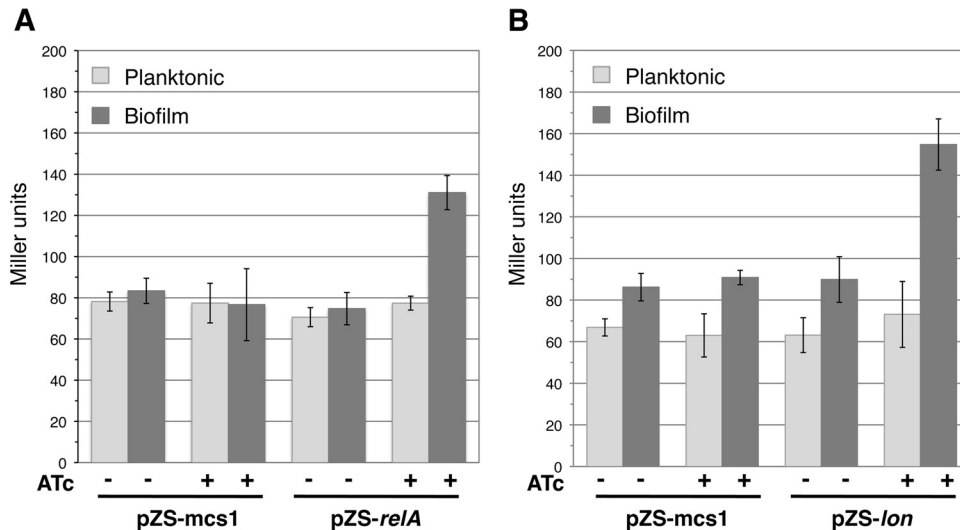 A
200
180
160
140
120
100
80
60
40
20
0
Miller units
Planktonic
Biofilm
ATc - - + + - - + +
pZS-mcs1 pZS-relA
B
200
180
160
140
120
100
80
60
40
20
0
Miller units
Planktonic
Biofilm
ATc - - + + - - + +
pZS-mcs1 pZS-lon